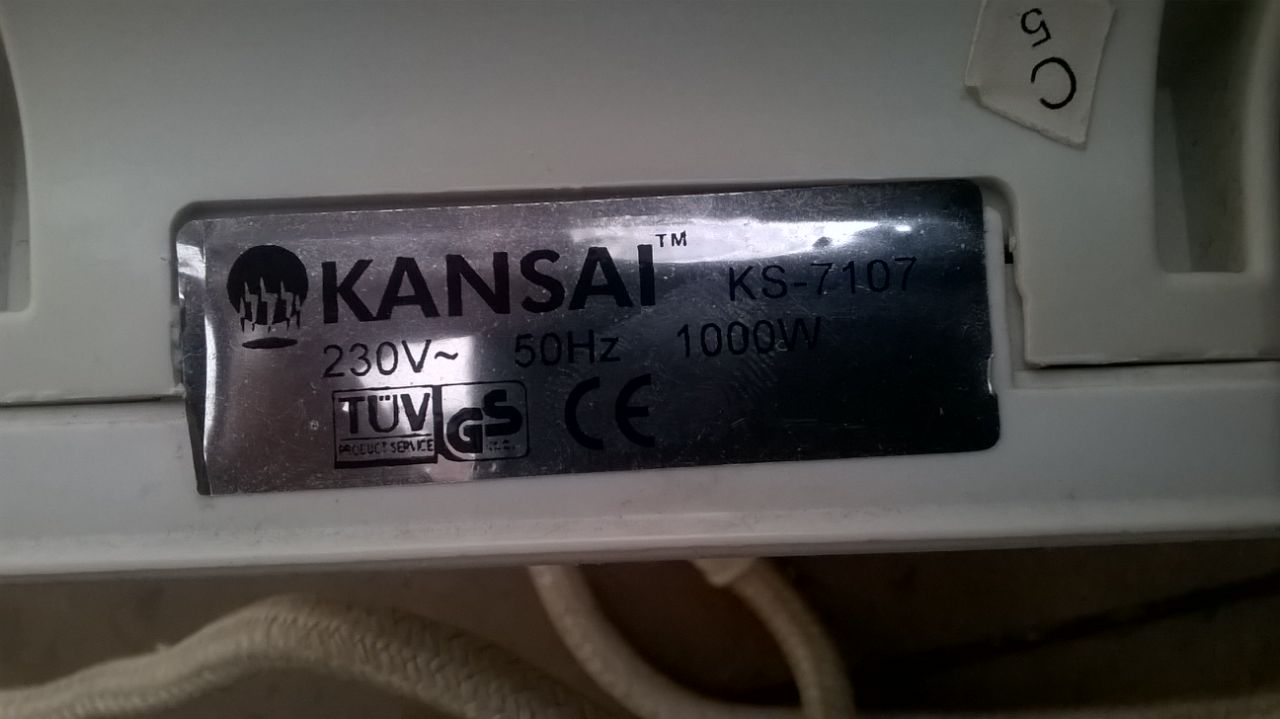 C5
KANSAI™ KS-7107
230V~ 50Hz 1000W
TÜV GS CE
PRODUCT SERVICE